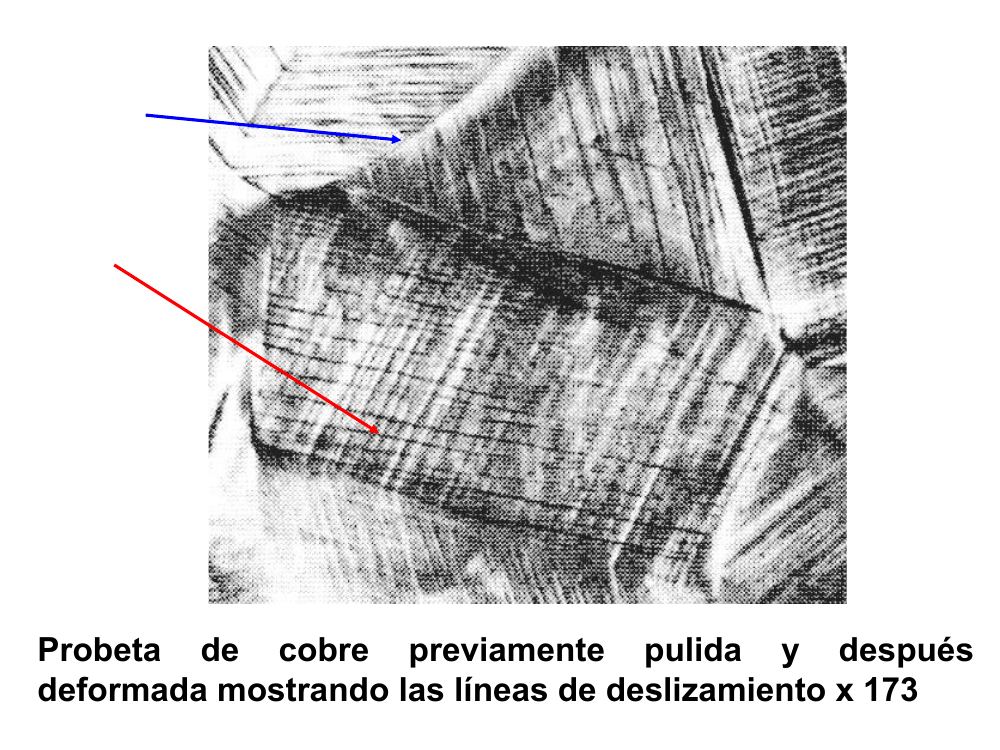 Probeta de cobre previamente pulida y después
deformada mostrando las líneas de deslizamiento x 173